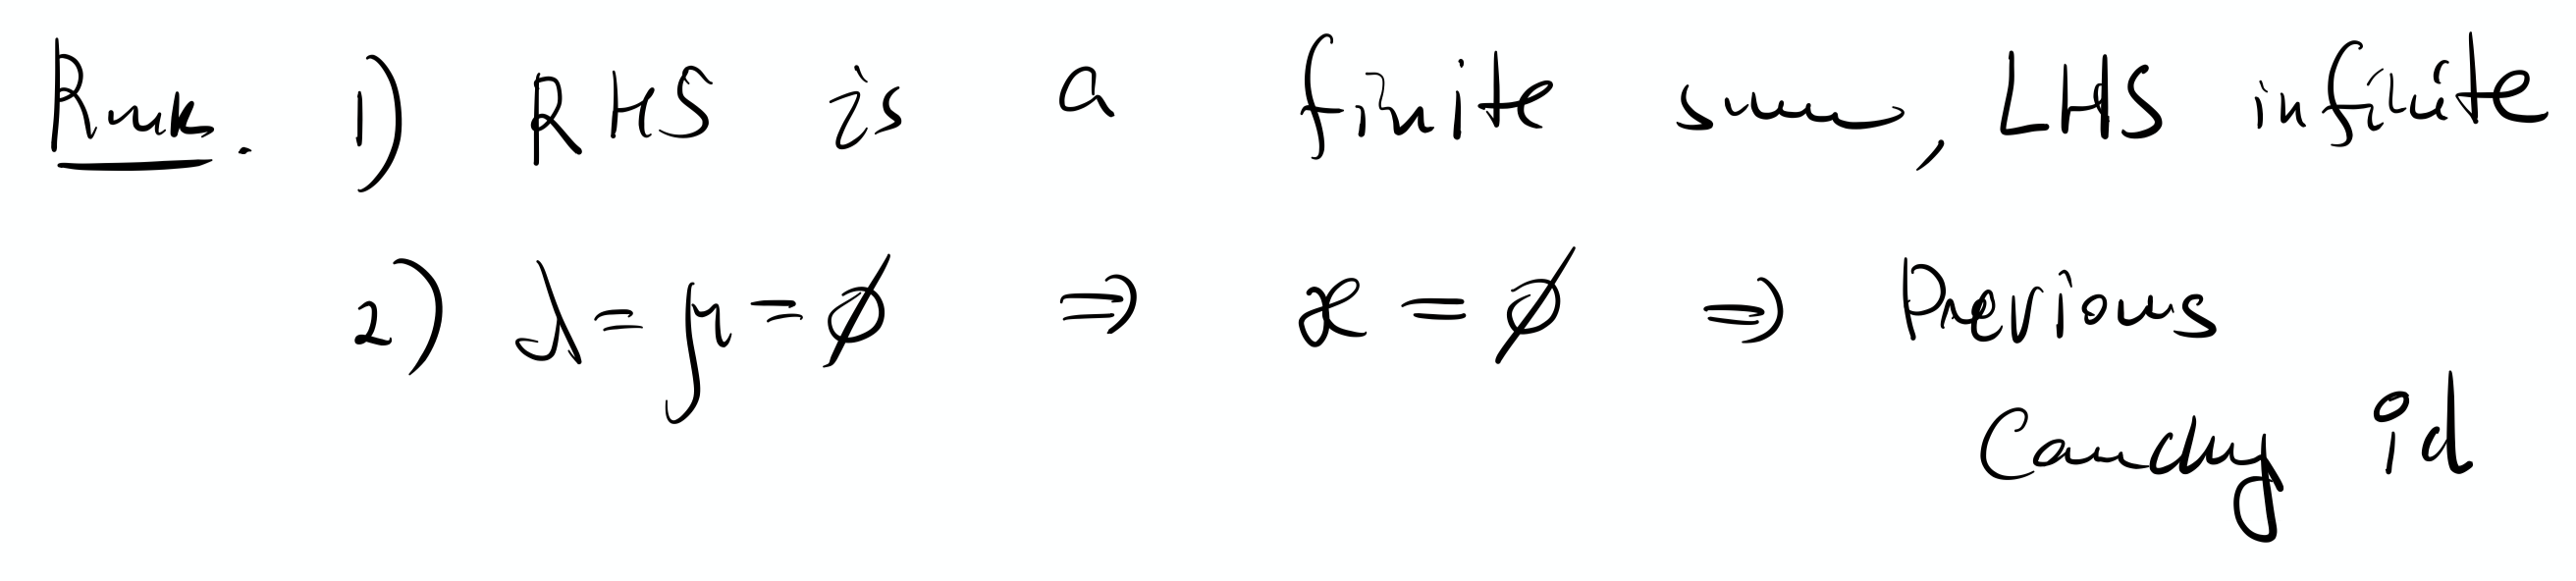 Rmk. 1) RHS is a finite sum, LHS infinite
2) λ = μ = ∅ ⇒ ϰ = ∅ ⇒ Previous
Cauchy id